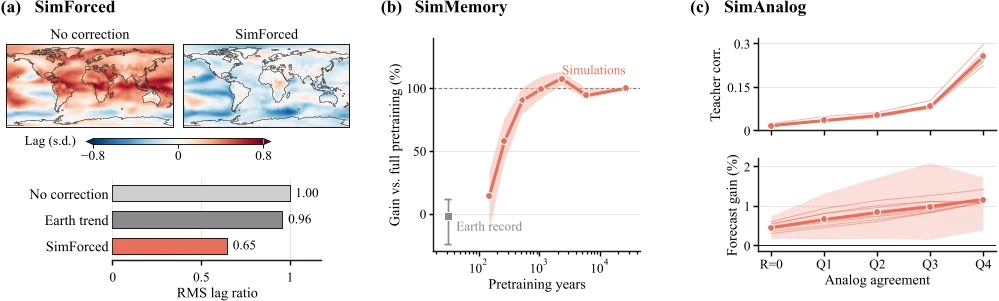 (a) SimForced
No correction
SimForced
Lag (s.d.)
−0.8
0
0.8
No correction
1.00
Earth trend
0.96
SimForced
0.65
0
0.5
1
RMS lag ratio
(b) SimMemory
Gain vs. full pretraining (%)
100
50
0
Simulations
Earth record
10²
10³
10⁴
Pretraining years
(c) SimAnalog
Teacher corr.
0.3
0.15
0
Forecast gain (%)
2
1
0
R=0
Q1
Q2
Q3
Q4
Analog agreement